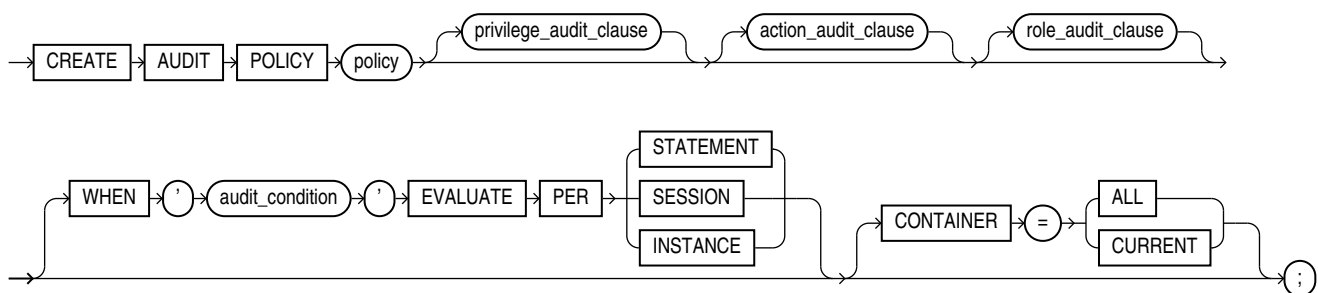 privilege_audit_clause action_audit_clause role_audit_clause
CREATE AUDIT POLICY policy
STATEMENT
WHEN ' audit_condition ' EVALUATE PER SESSION CONTAINER = ALL
INSTANCE CURRENT
;